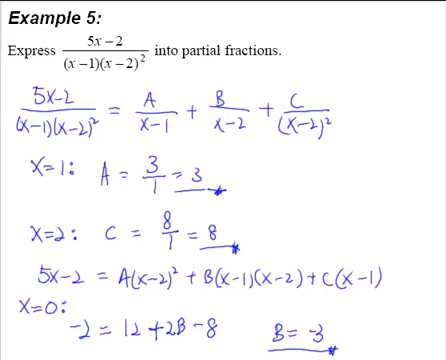 Example 5:
Express (5x − 2)/((x − 1)(x − 2)²) into partial fractions.
(5x-2)/((x-1)(x-2)²) = A/(x-1) + B/(x-2) + C/(x-2)²
x=1: A = 3/1 = 3
x=2: C = 8/1 = 8
5x-2 = A(x-2)² + B(x-1)(x-2) + C(x-1)
x=0:
-2 = 12 + 2B - 8 B = -3